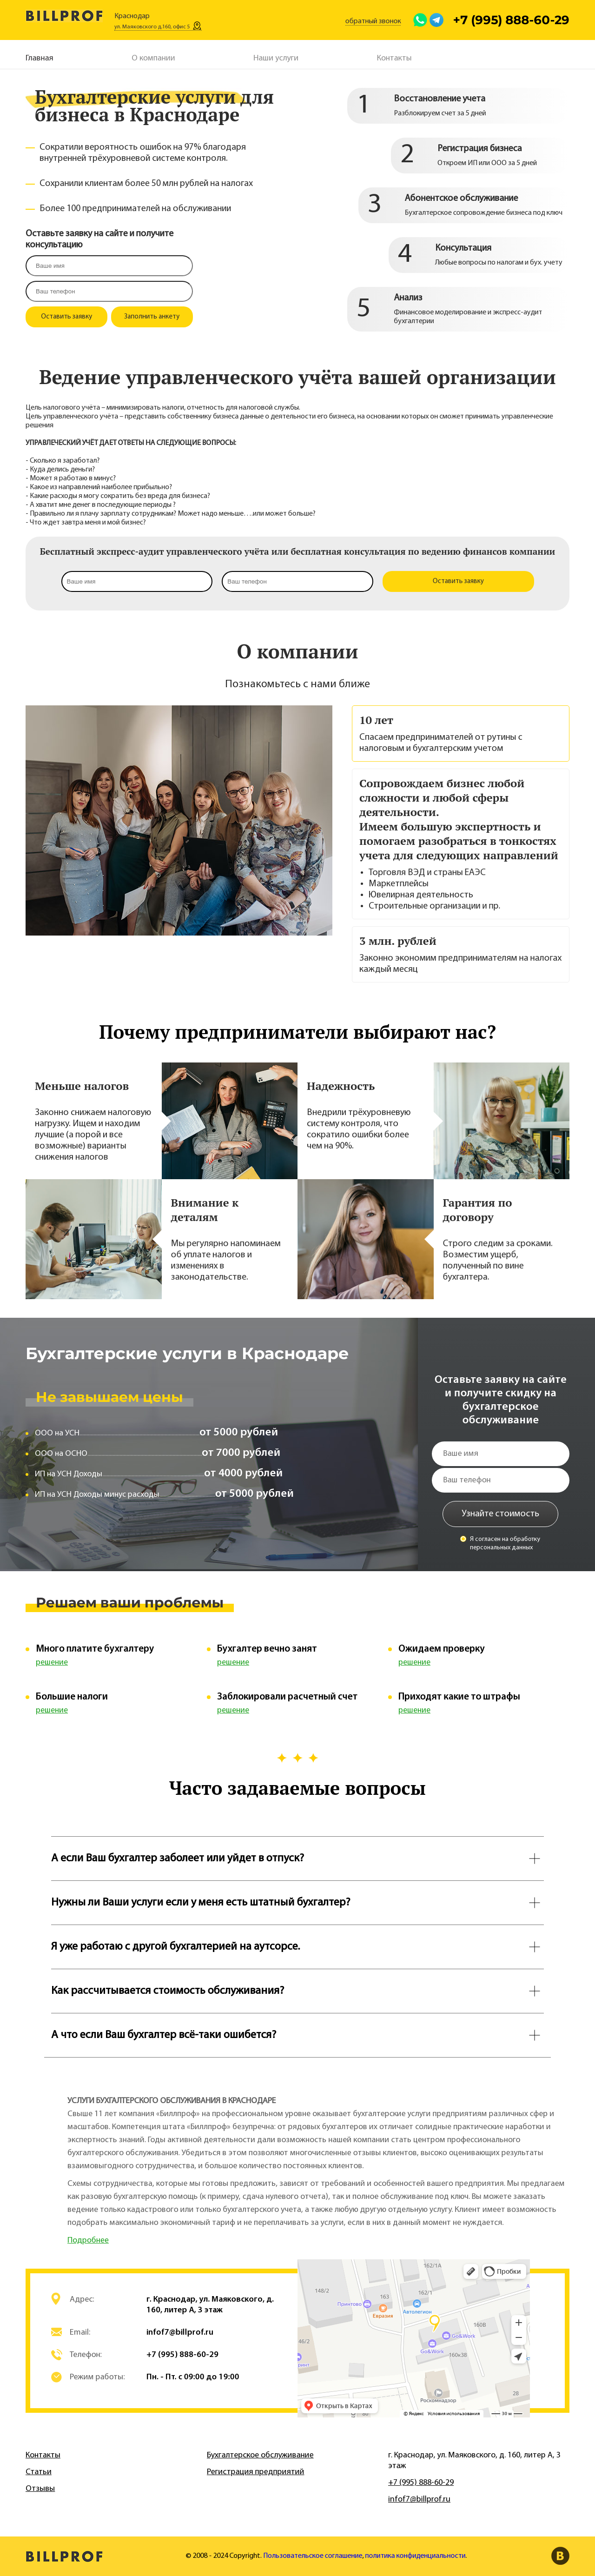 BILLPROF
Краснодар
ул. Маяковского д.160, офис 5
обратный звонок
+7 (995) 888-60-29
Главная
О компании
Наши услуги
Контакты
Бухгалтерские услуги для
бизнеса в Краснодаре
Сократили вероятность ошибок на 97% благодаря
внутренней трёхуровневой системе контроля.
Сохранили клиентам более 50 млн рублей на налогах
Более 100 предпринимателей на обслуживании
Оставьте заявку на сайте и получите
консультацию
Ваше имя
Ваш телефон
Оставить заявку
Заполнить анкету
1
Восстановление учета
Разблокируем счет за 5 дней
2
Регистрация бизнеса
Откроем ИП или ООО за 5 дней
3
Абонентское обслуживание
Бухгалтерское сопровождение бизнеса под ключ
4
Консультация
Любые вопросы по налогам и бух. учету
5
Анализ
Финансовое моделирование и экспресс-аудит
бухгалтерии
Ведение управленческого учёта вашей организации
Цель налогового учёта – минимизировать налоги, отчетность для налоговой службы.
Цель управленческого учёта – представить собственнику бизнеса данные о деятельности его бизнеса, на основании которых он сможет принимать управленческие
решения
УПРАВЛЕЧЕСКИЙ УЧЁТ ДАЕТ ОТВЕТЫ НА СЛЕДУЮЩИЕ ВОПРОСЫ:
- Сколько я заработал?
- Куда делись деньги?
- Может я работаю в минус?
- Какое из направлений наиболее прибыльно?
- Какие расходы я могу сократить без вреда для бизнеса?
- А хватит мне денег в последующие периоды ?
- Правильно ли я плачу зарплату сотрудникам? Может надо меньше…..или может больше?
- Что ждет завтра меня и мой бизнес?
Бесплатный экспресс-аудит управленческого учёта или бесплатная консультация по ведению финансов компании
Ваше имя
Ваш телефон
Оставить заявку
О компании
Познакомьтесь с нами ближе
10 лет
Спасаем предпринимателей от рутины с
налоговым и бухгалтерским учетом
Сопровождаем бизнес любой
сложности и любой сферы
деятельности.
Имеем большую экспертность и
помогаем разобраться в тонкостях
учета для следующих направлений
• Торговля ВЭД и страны ЕАЭС
• Маркетплейсы
• Ювелирная деятельность
• Строительные организации и пр.
3 млн. рублей
Законно экономим предпринимателям на налогах
каждый месяц
Почему предприниматели выбирают нас?
Меньше налогов
Законно снижаем налоговую
нагрузку. Ищем и находим
лучшие (а порой и все
возможные) варианты
снижения налогов
Надежность
Внедрили трёхуровневую
систему контроля, что
сократило ошибки более
чем на 90%.
Внимание к
деталям
Мы регулярно напоминаем
об уплате налогов и
изменениях в
законодательстве.
Гарантия по
договору
Строго следим за сроками.
Возместим ущерб,
полученный по вине
бухгалтера.
Бухгалтерские услуги в Краснодаре
Не завышаем цены
ООО на УСН от 5000 рублей
ООО на ОСНО от 7000 рублей
ИП на УСН Доходы от 4000 рублей
ИП на УСН Доходы минус расходы от 5000 рублей
Оставьте заявку на сайте
и получите скидку на
бухгалтерское
обслуживание
Ваше имя
Ваш телефон
Узнайте стоимость
Я согласен на обработку
персональных данных
Решаем ваши проблемы
Много платите бухгалтеру
решение
Бухгалтер вечно занят
решение
Ожидаем проверку
решение
Большие налоги
решение
Заблокировали расчетный счет
решение
Приходят какие то штрафы
решение
Часто задаваемые вопросы
А если Ваш бухгалтер заболеет или уйдет в отпуск?
Нужны ли Ваши услуги если у меня есть штатный бухгалтер?
Я уже работаю с другой бухгалтерией на аутсорсе.
Как рассчитывается стоимость обслуживания?
А что если Ваш бухгалтер всё-таки ошибется?
УСЛУГИ БУХГАЛТЕРСКОГО ОБСЛУЖИВАНИЯ В КРАСНОДАРЕ
Свыше 11 лет компания «Биллпроф» на профессиональном уровне оказывает бухгалтерские услуги предприятиям различных сфер и
масштабов. Компетенция штата «Биллпроф» безупречна: от рядовых бухгалтеров их отличает солидные практические наработки и
экспертность знаний. Годы активной деятельности дали возможность нашей компании стать центром профессионального
бухгалтерского обслуживания. Убедиться в этом позволяют многочисленные отзывы клиентов, высоко оценивающих результаты
взаимовыгодного сотрудничества, и большое количество постоянных клиентов.
Схемы сотрудничества, которые мы готовы предложить, зависят от требований и особенностей вашего предприятия. Мы предлагаем
как разовую бухгалтерскую помощь (к примеру, сдача нулевого отчета), так и полное обслуживание под ключ. Вы можете заказать
ведение только кадрового или только бухгалтерского учета, а также любую другую отдельную услугу. Клиент имеет возможность
подобрать максимально экономичный тариф и не переплачивать за услуги, если в них в данный момент не нуждается.
Подробнее
Адрес:
г. Краснодар, ул. Маяковского, д.
160, литер А, 3 этаж
Email:
infof7@billprof.ru
Телефон:
+7 (995) 888-60-29
Режим работы:
Пн. - Пт. с 09:00 до 19:00
162/1А
Пробки
148/2
163
162/1
Принтово
Евразия
Автолегион
160В
Go&Work
Go&Work
46/2
160к38
Роскомнадзор
28
Открыть в Картах
© Яндекс Условия использования
30 м
Контакты
Статьи
Отзывы
Бухгалтерское обслуживание
Регистрация предприятий
г. Краснодар, ул. Маяковского, д. 160, литер А, 3
этаж
+7 (995) 888-60-29
infof7@billprof.ru
BILLPROF
© 2008 - 2024 Copyright. Пользовательское соглашение, политика конфиденциальности.
В